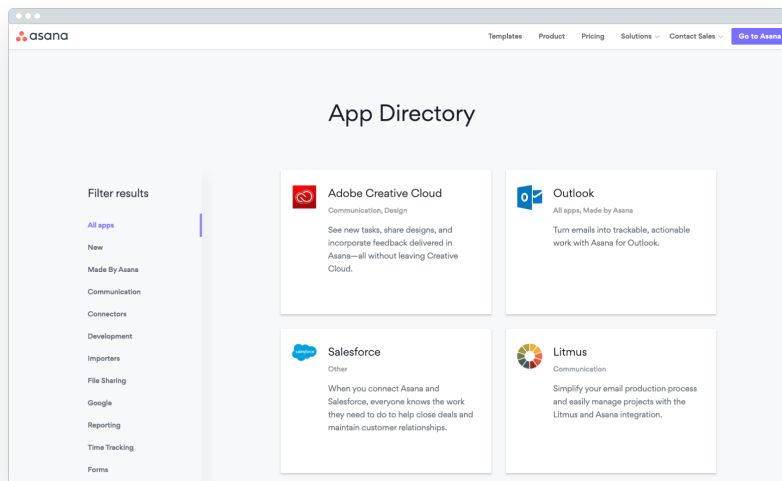 asana
Templates Product Pricing Solutions Contact Sales Go to Asana
App Directory
Filter results
All apps
New
Made By Asana
Communication
Connectors
Development
Importers
File Sharing
Google
Reporting
Time Tracking
Forms
Adobe Creative Cloud
Communication, Design
See new tasks, share designs, and
incorporate feedback delivered in
Asana—all without leaving Creative
Cloud.
Outlook
All apps, Made by Asana
Turn emails into trackable, actionable
work with Asana for Outlook.
salesforce
Salesforce
Other
When you connect Asana and
Salesforce, everyone knows the work
they need to do to help close deals and
maintain customer relationships.
Litmus
Communication
Simplify your email production process
and easily manage projects with the
Litmus and Asana integration.